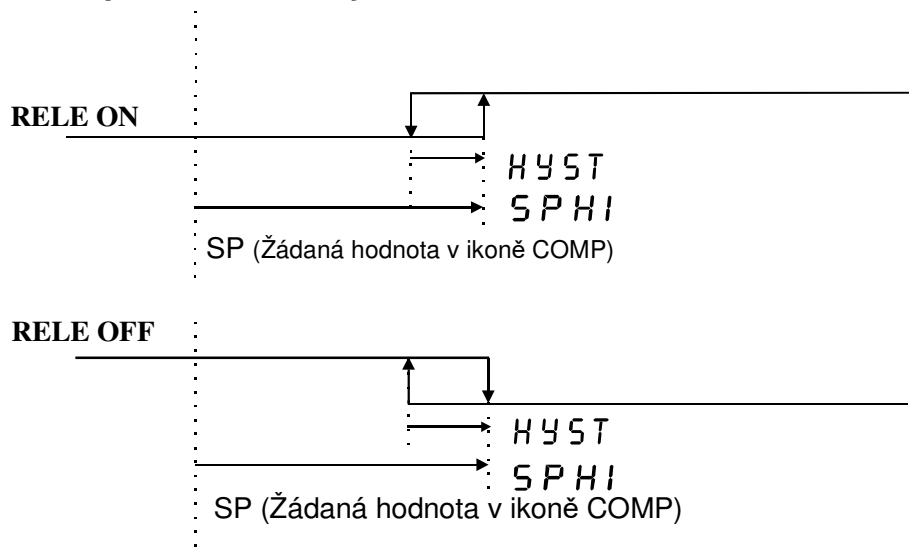 RELE ON
HYST
SPHI
SP (Žádaná hodnota v ikoně COMP)
RELE OFF
HYST
SPHI
SP (Žádaná hodnota v ikoně COMP)